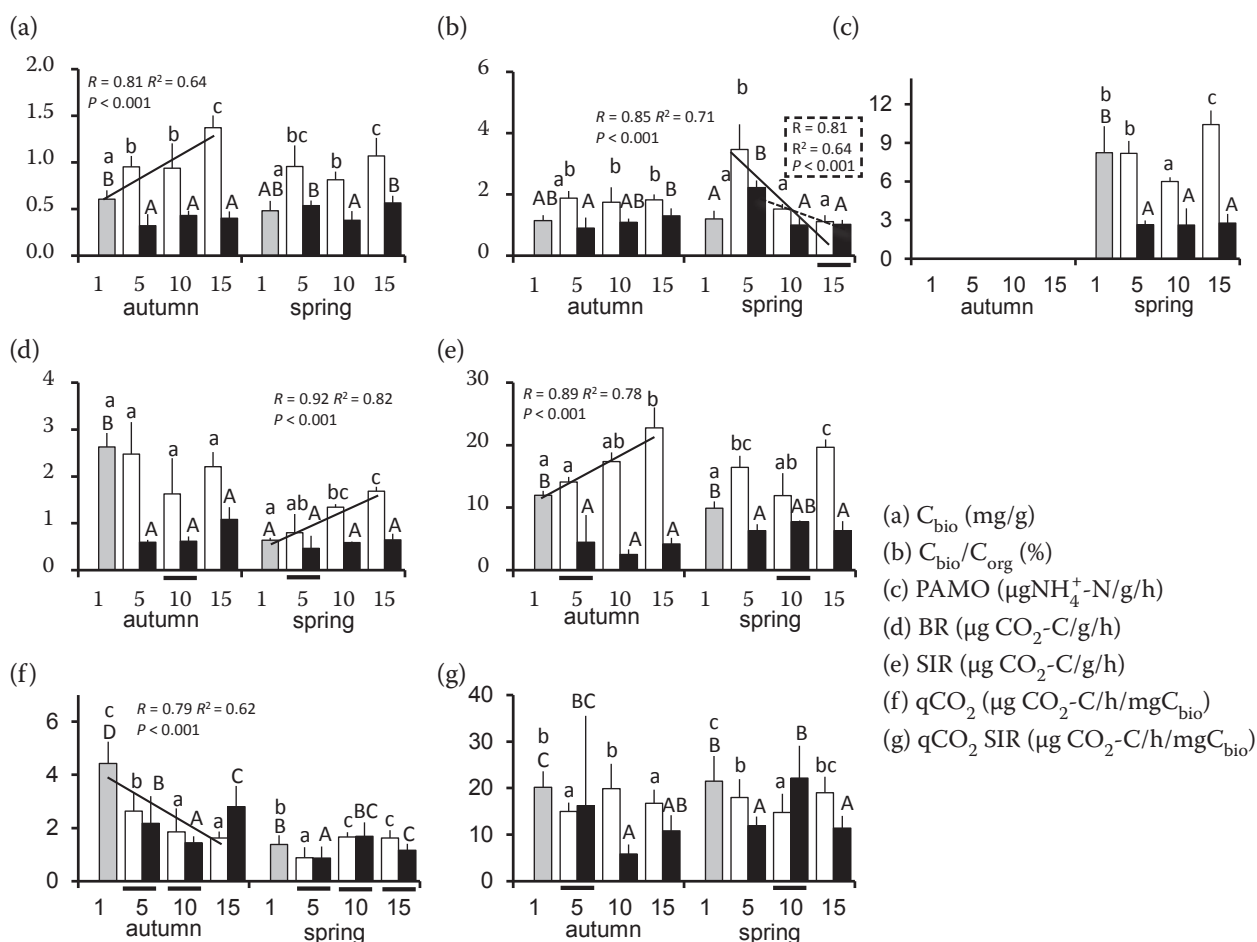 (a)
2.0
1.5
1.0
0.5
0.0
R = 0.81 R² = 0.64
P < 0.001
a
B
b
A
b
A
c
A
a
AB
bc
B
b
A
c
B
1 5 10 15 1 5 10 15
autumn spring
(b)
6
4
2
0
R = 0.85 R² = 0.71
P < 0.001
R = 0.81
R² = 0.64
P < 0.001
a
AB
b
A
b
AB
b
B
a
A
b
B
a
A
a
A
1 5 10 15 1 5 10 15
autumn spring
(c)
12
9
6
3
0
b
B
b
A
a
A
c
A
1 5 10 15 1 5 10 15
autumn spring
(d)
4
3
2
1
0
R = 0.92 R² = 0.82
P < 0.001
a
B
a
A
a
A
a
A
a
A
ab
A
bc
A
c
A
1 5 10 15 1 5 10 15
autumn spring
(e)
30
20
10
0
R = 0.89 R² = 0.78
P < 0.001
a
B
a
A
ab
A
b
A
a
B
bc
A
ab
AB
c
A
1 5 10 15 1 5 10 15
autumn spring
(f)
6
4
2
0
R = 0.79 R² = 0.62
P < 0.001
c
D
b
B
a
A
a
C
b
B
a
A
c
BC
c
C
1 5 10 15 1 5 10 15
autumn spring
(g)
40
30
20
10
0
b
C
a
BC
b
A
a
AB
c
B
b
A
a
B
bc
A
1 5 10 15 1 5 10 15
autumn spring
(a) C_bio (mg/g)
(b) C_bio/C_org (%)
(c) PAMO (µgNH₄⁺-N/g/h)
(d) BR (µg CO₂-C/g/h)
(e) SIR (µg CO₂-C/g/h)
(f) qCO₂ (µg CO₂-C/h/mgC_bio)
(g) qCO₂ SIR (µg CO₂-C/h/mgC_bio)